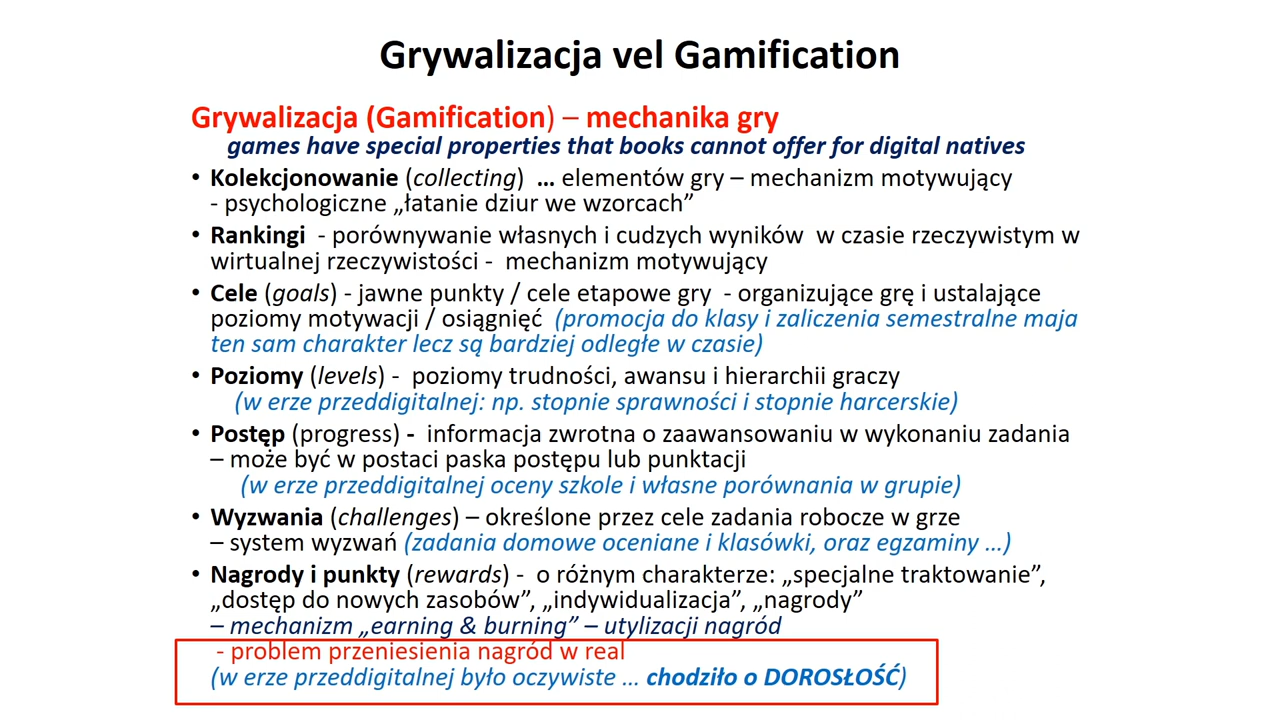 Grywalizacja vel Gamification
Grywalizacja (Gamification) – mechanika gry
games have special properties that books cannot offer for digital natives
• Kolekcjonowanie (collecting) ... elementów gry – mechanizm motywujący
- psychologiczne „łatanie dziur we wzorcach”
• Rankingi - porównywanie własnych i cudzych wyników w czasie rzeczywistym w
wirtualnej rzeczywistości - mechanizm motywujący
• Cele (goals) - jawne punkty / cele etapowe gry - organizujące grę i ustalające
poziomy motywacji / osiągnięć (promocja do klasy i zaliczenia semestralne maja
ten sam charakter lecz są bardziej odległe w czasie)
• Poziomy (levels) - poziomy trudności, awansu i hierarchii graczy
(w erze przeddigitalnej: np. stopnie sprawności i stopnie harcerskie)
• Postęp (progress) - informacja zwrotna o zaawansowaniu w wykonaniu zadania
– może być w postaci paska postępu lub punktacji
(w erze przeddigitalnej oceny szkole i własne porównania w grupie)
• Wyzwania (challenges) – określone przez cele zadania robocze w grze
– system wyzwań (zadania domowe oceniane i klasówki, oraz egzaminy ...)
• Nagrody i punkty (rewards) - o różnym charakterze: „specjalne traktowanie”,
„dostęp do nowych zasobów”, „indywidualizacja”, „nagrody”
– mechanizm „earning & burning” – utylizacji nagród
- problem przeniesienia nagród w real
(w erze przeddigitalnej było oczywiste ... chodziło o DOROSŁOŚĆ)